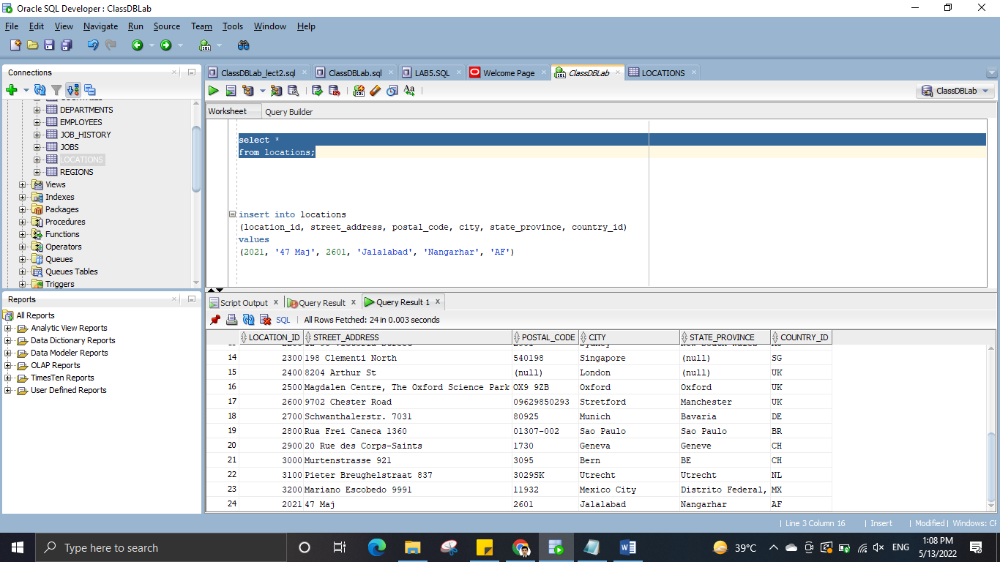 Oracle SQL Developer : ClassDBLab
File Edit View Navigate Run Source Team Tools Window Help
Connections
DEPARTMENTS
EMPLOYEES
JOB_HISTORY
JOBS
LOCATIONS
REGIONS
Views
Indexes
Packages
Procedures
Functions
Operators
Queues
Queues Tables
Triggers
Reports
All Reports
Analytic View Reports
Data Dictionary Reports
Data Modeler Reports
OLAP Reports
TimesTen Reports
User Defined Reports
ClassDBLab_lect2.sql ClassDBLab.sql LAB5.SQL Welcome Page ClassDBLab LOCATIONS
ClassDBLab
Worksheet Query Builder
select *
from locations;
insert into locations
(location_id, street_address, postal_code, city, state_province, country_id)
values
(2021, '47 Maj', 2601, 'Jalalabad', 'Nangarhar', 'AF')
Script Output x Query Result x Query Result 1 x
SQL | All Rows Fetched: 24 in 0.003 seconds
LOCATION_ID STREET_ADDRESS POSTAL_CODE CITY STATE_PROVINCE COUNTRY_ID
14 2300 198 Clementi North 540198 Singapore (null) SG
15 2400 8204 Arthur St (null) London (null) UK
16 2500 Magdalen Centre, The Oxford Science Park OX9 9ZB Oxford Oxford UK
17 2600 9702 Chester Road 09629850293 Stretford Manchester UK
18 2700 Schwanthalerstr. 7031 80925 Munich Bavaria DE
19 2800 Rua Frei Caneca 1360 01307-002 Sao Paulo Sao Paulo BR
20 2900 20 Rue des Corps-Saints 1730 Geneva Geneve CH
21 3000 Murtenstrasse 921 3095 Bern BE CH
22 3100 Pieter Breughelstraat 837 3029SK Utrecht Utrecht NL
23 3200 Mariano Escobedo 9991 11932 Mexico City Distrito Federal, MX
24 2021 47 Maj 2601 Jalalabad Nangarhar AF
| Line 3 Column 16 | Insert | Modified | Windows: CF
Type here to search
39°C ENG
1:08 PM
5/13/2022